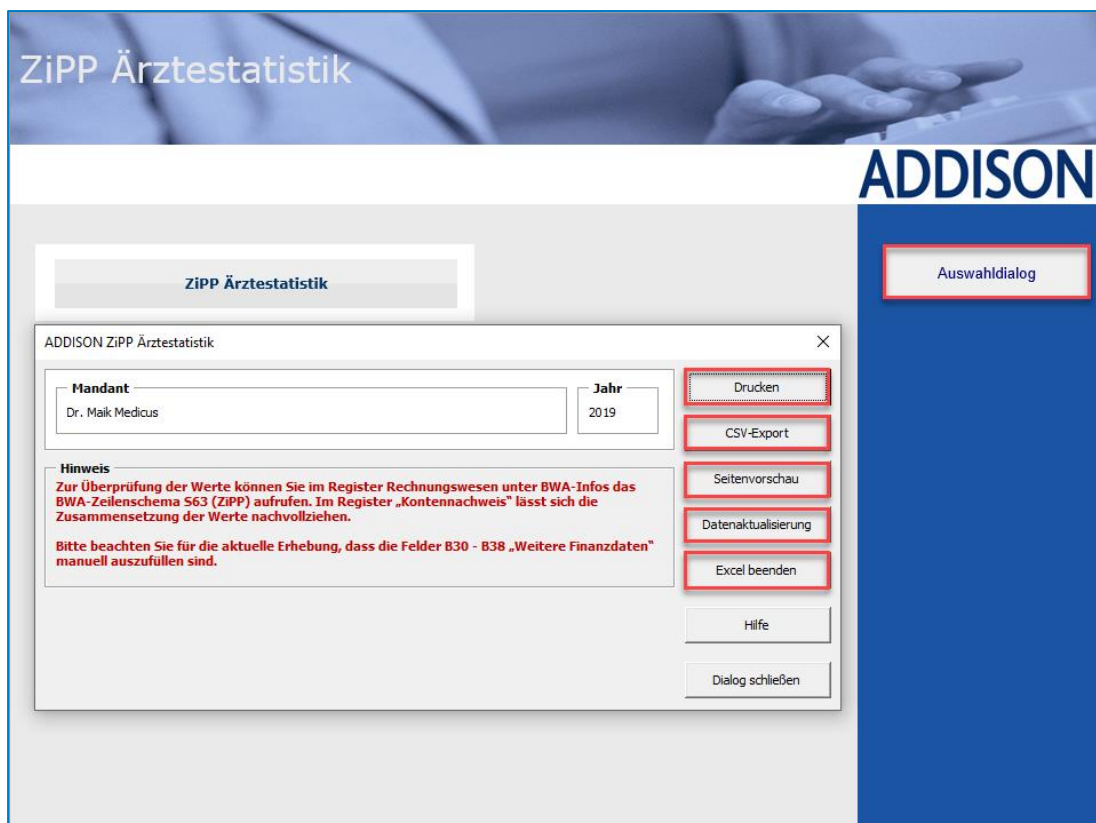 ZiPP Ärztestatistik
ADDISON
ZiPP Ärztestatistik
Auswahldialog
ADDISON ZiPP Ärztestatistik
Mandant
Dr. Maik Medicus
Jahr
2019
Drucken
CSV-Export
Hinweis
Zur Überprüfung der Werte können Sie im Register Rechnungswesen unter BWA-Infos das
BWA-Zeilenschema S63 (ZiPP) aufrufen. Im Register „Kontennachweis“ lässt sich die
Zusammensetzung der Werte nachvollziehen.
Bitte beachten Sie für die aktuelle Erhebung, dass die Felder B30 - B38 „Weitere Finanzdaten“
manuell auszufüllen sind.
Seitenvorschau
Datenaktualisierung
Excel beenden
Hilfe
Dialog schließen